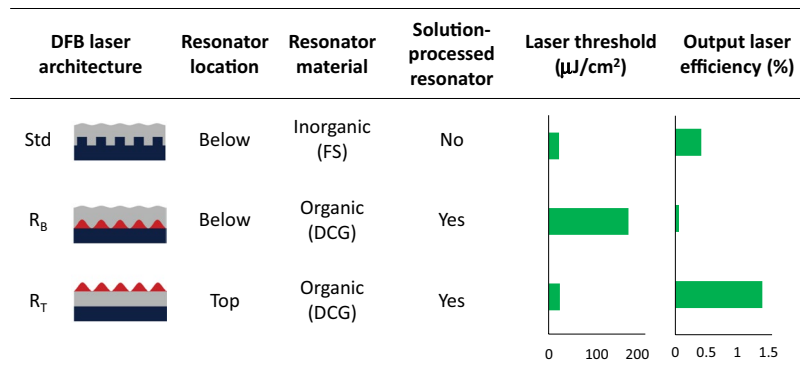 DFB laser architecture
Resonator location
Resonator material
Solution-processed resonator
Laser threshold (μJ/cm²)
Output laser efficiency (%)
Std
Below
Inorganic (FS)
No
R_B
Below
Organic (DCG)
Yes
R_T
Top
Organic (DCG)
Yes
0 100 200
0 0.5 1 1.5